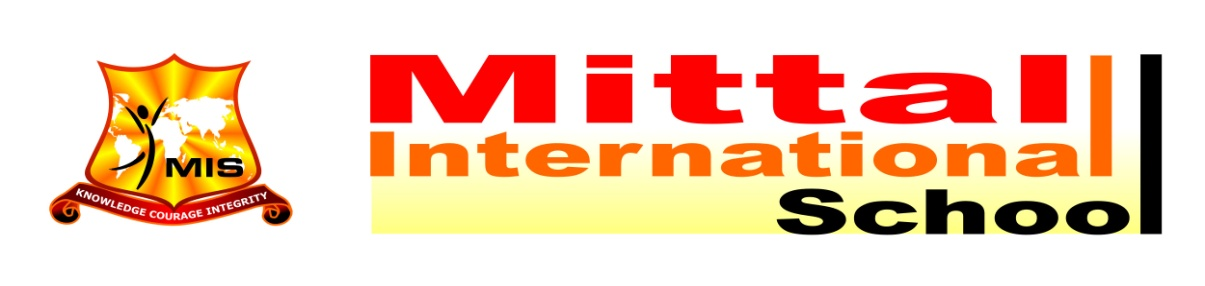 MIS
KNOWLEDGE COURAGE INTEGRITY
Mittal
International
School